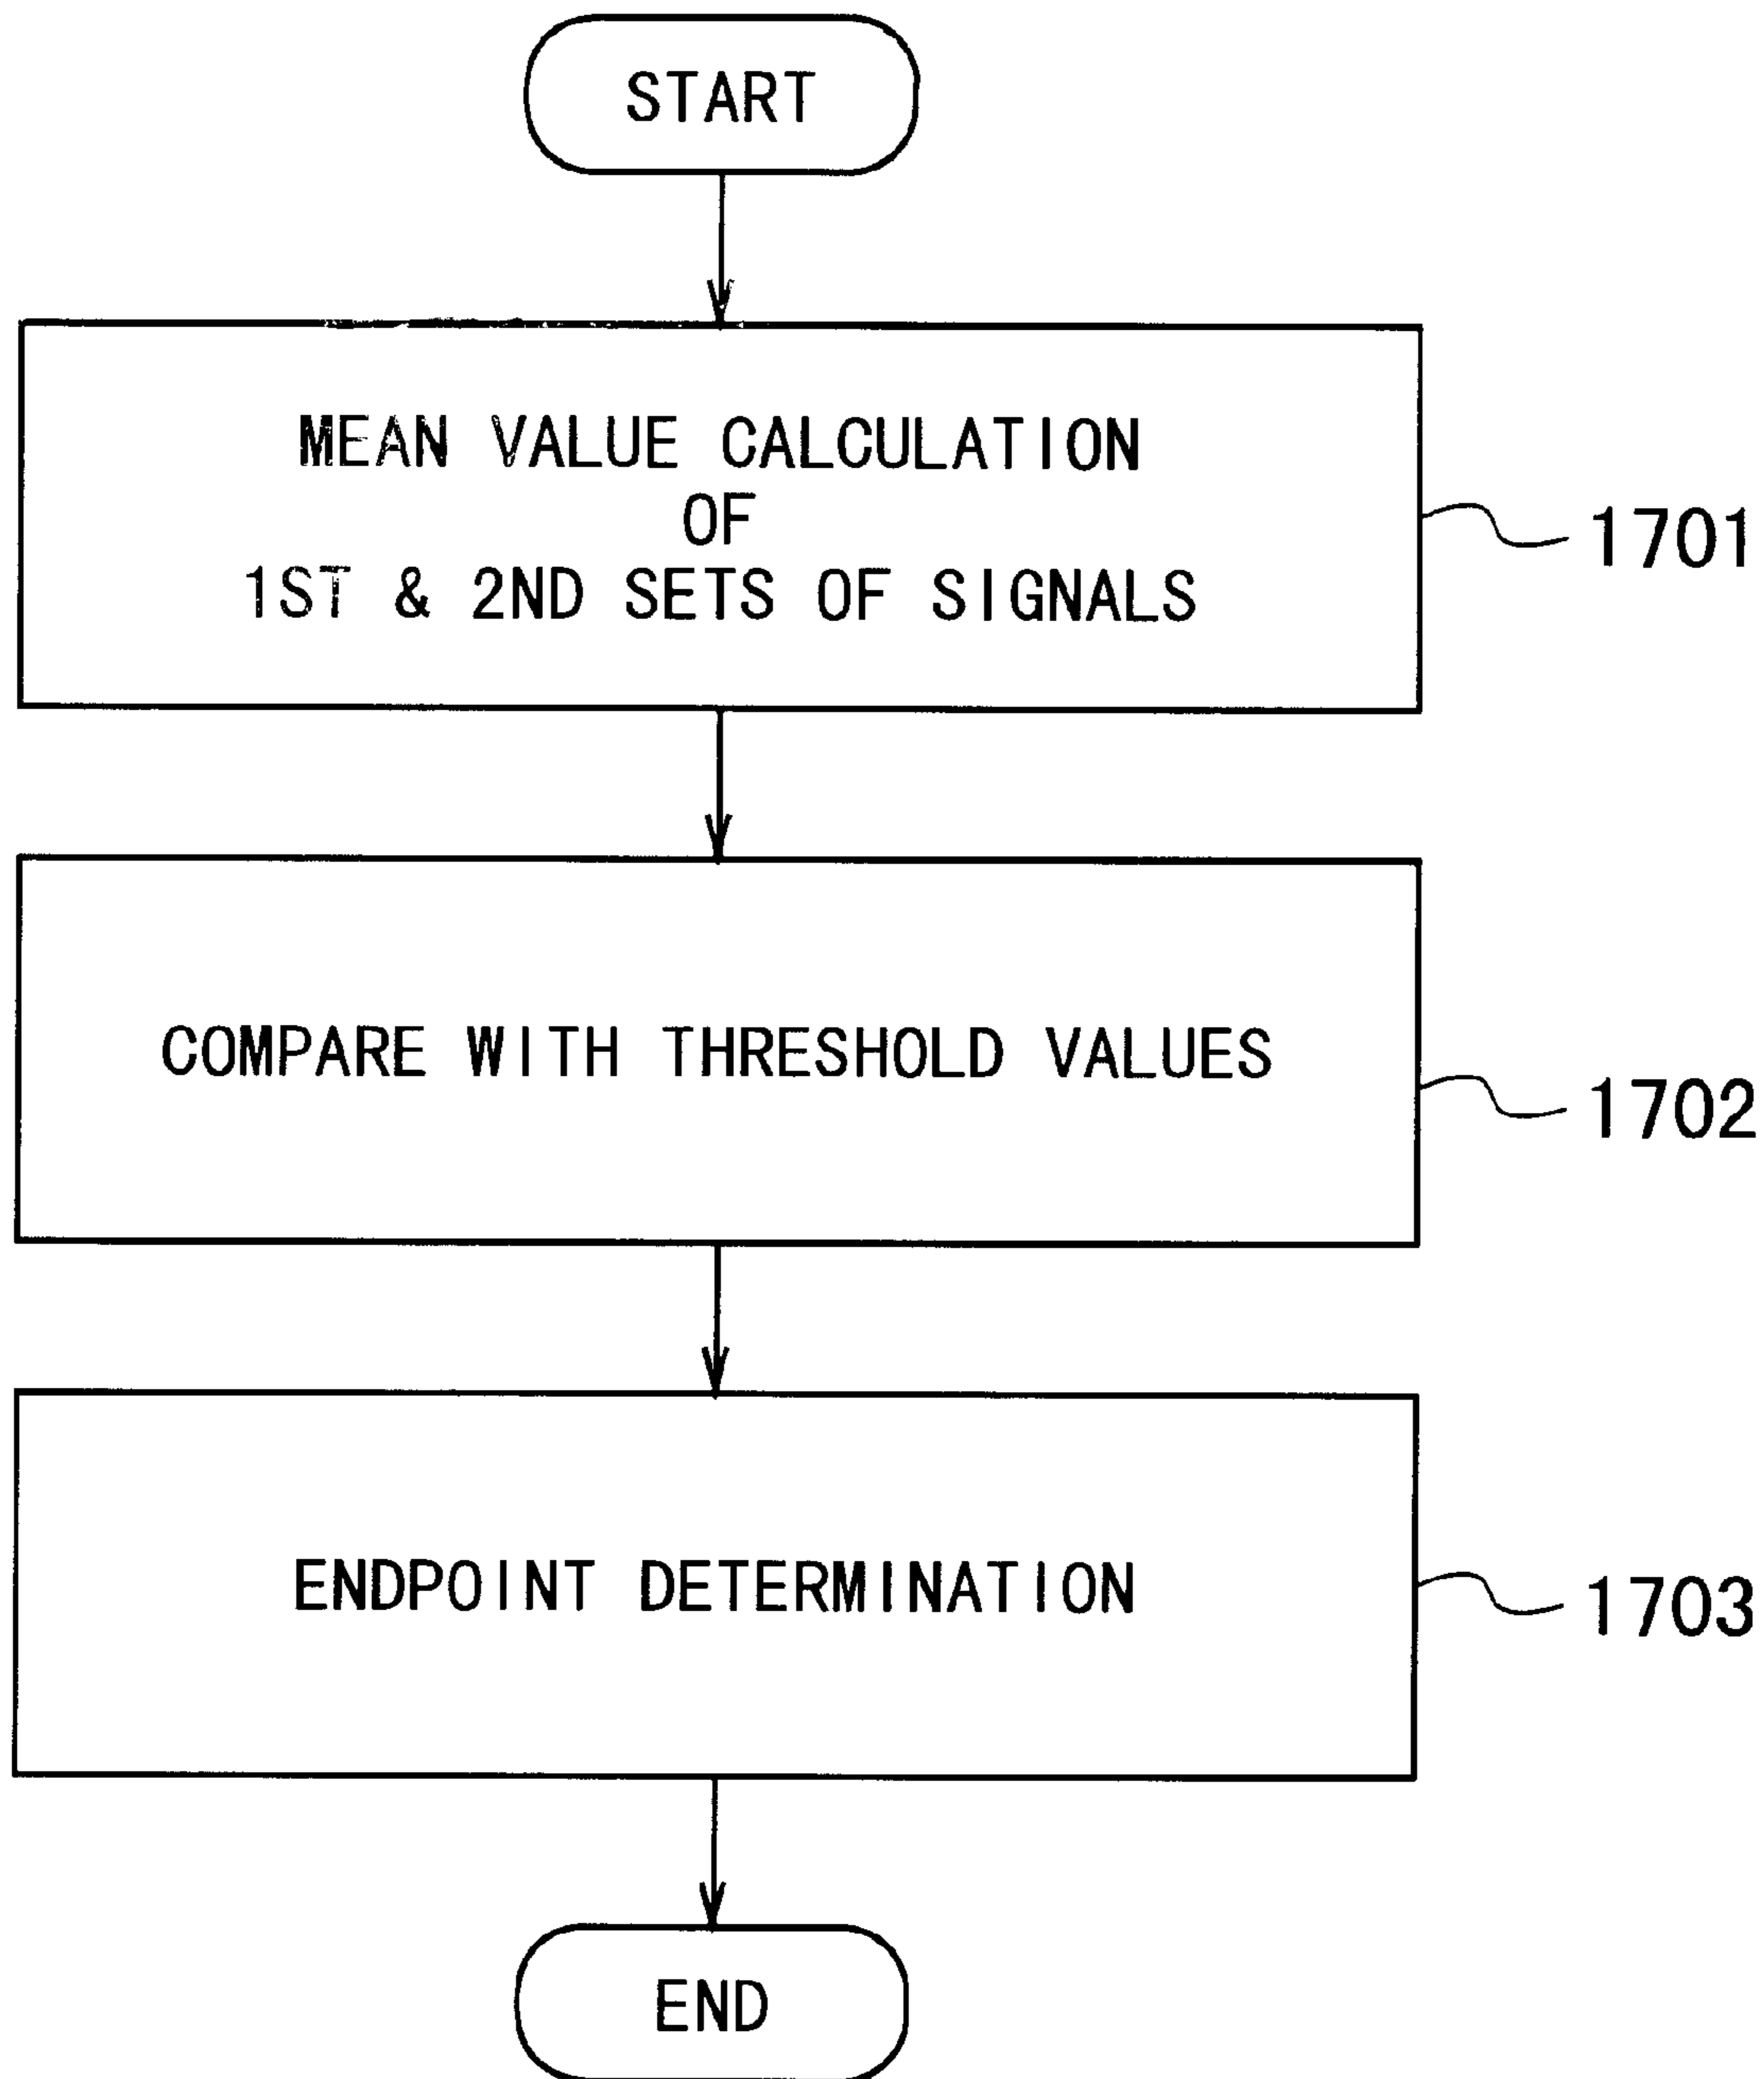 START
MEAN VALUE CALCULATION
OF
1ST & 2ND SETS OF SIGNALS
1701
COMPARE WITH THRESHOLD VALUES
1702
ENDPOINT DETERMINATION
1703
END